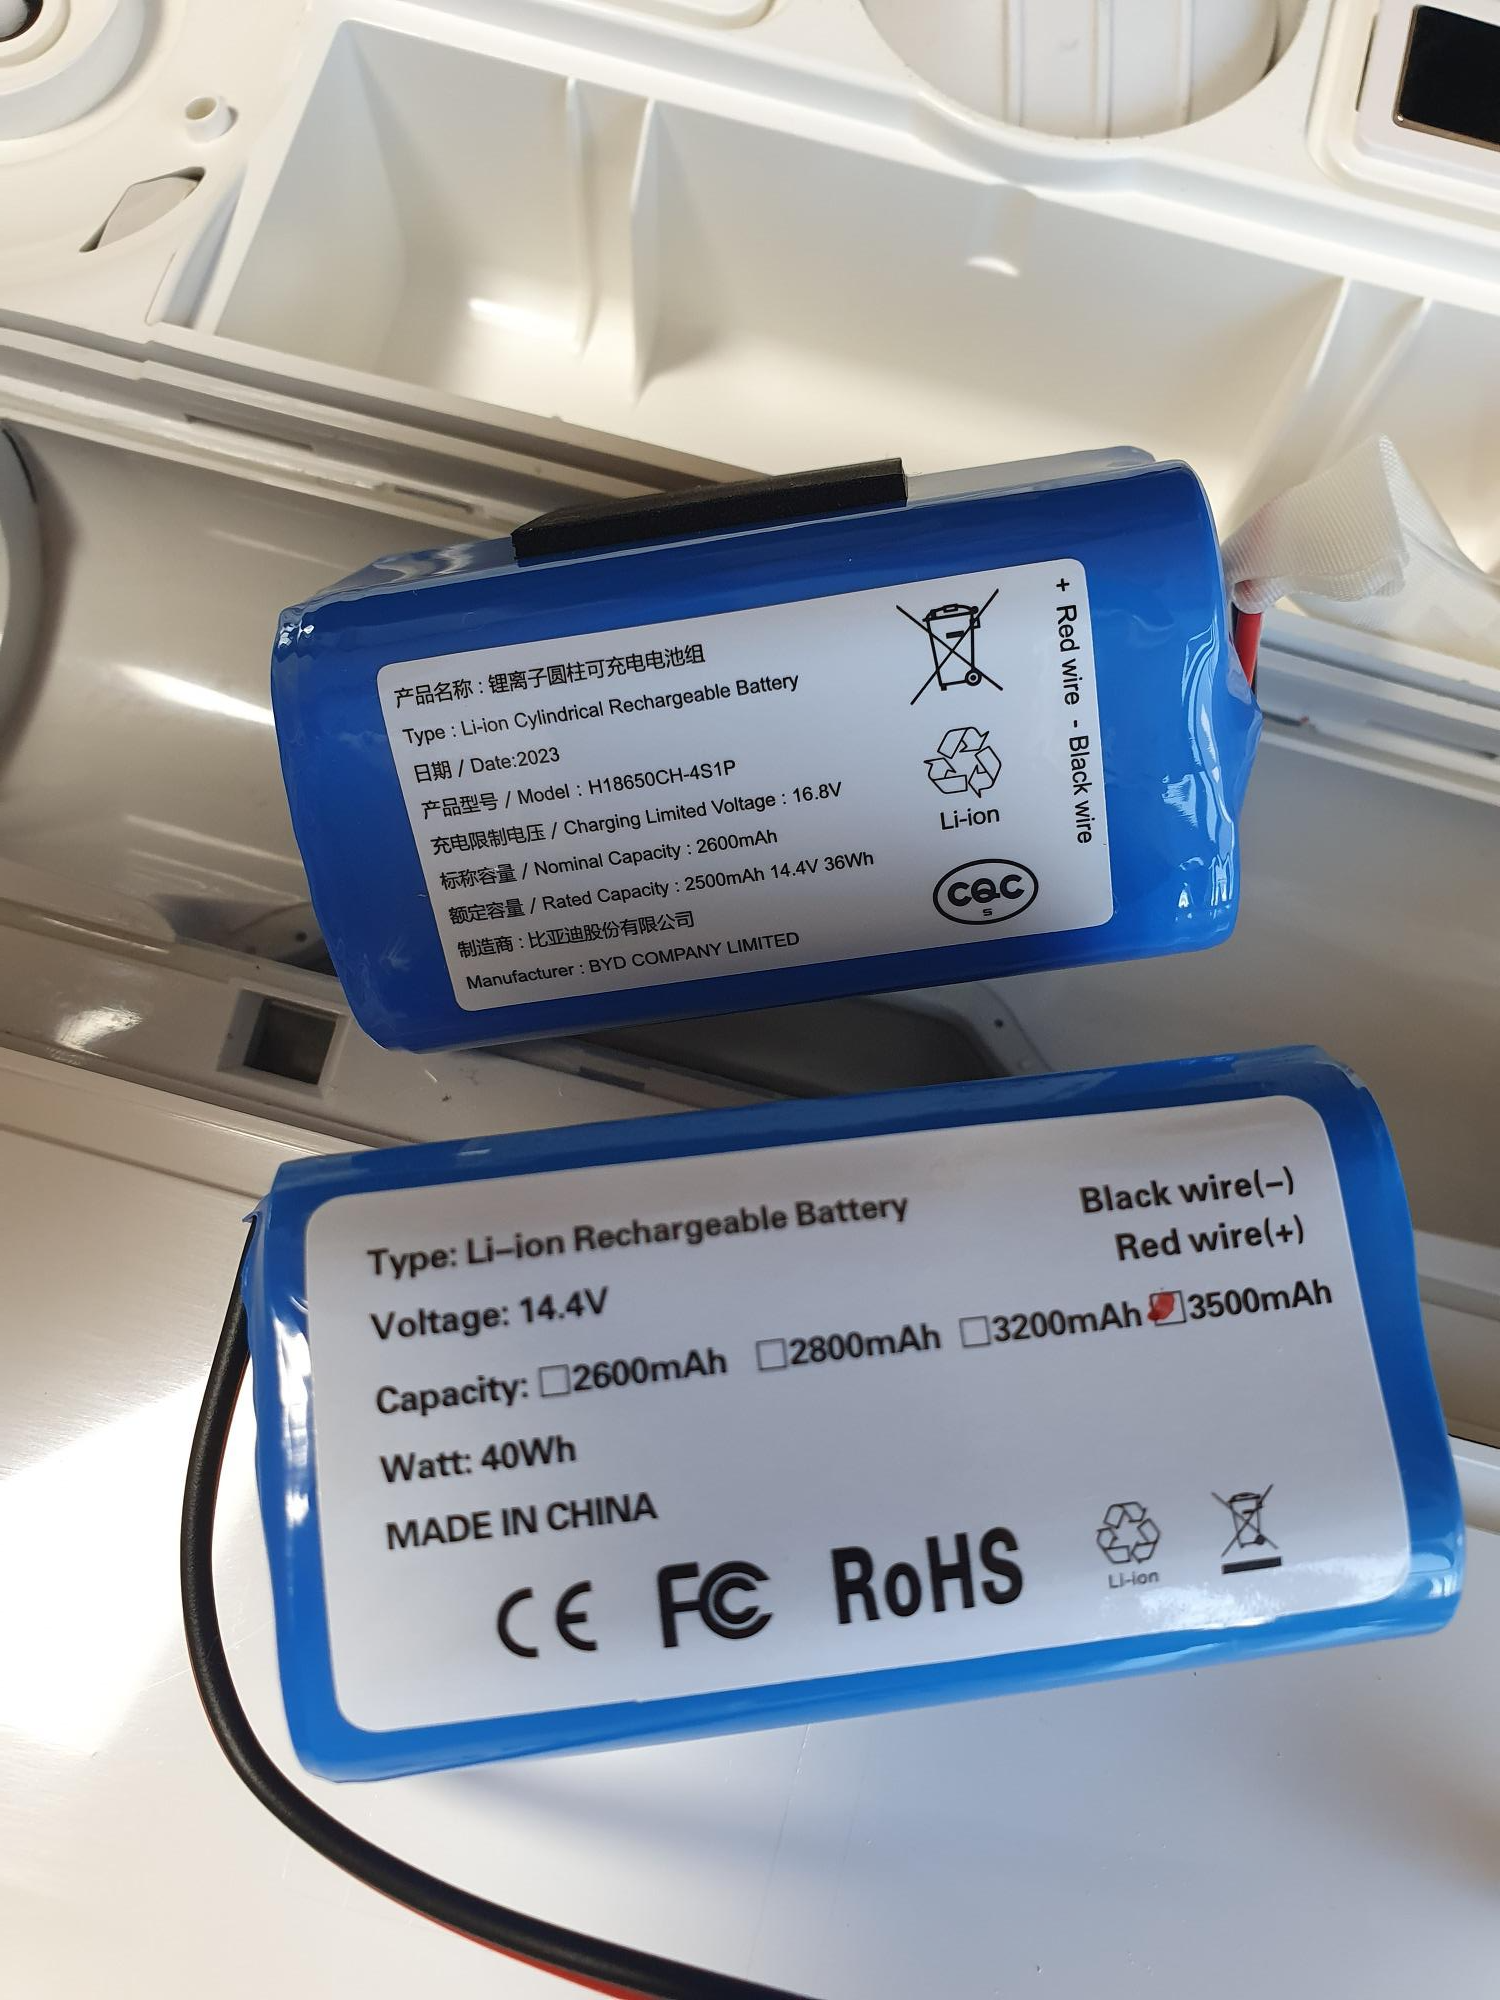 产品名称 : 锂离子圆柱可充电电池组
Type : Li-ion Cylindrical Rechargeable Battery
日期 / Date:2023
产品型号 / Model : H18650CH-4S1P
充电限制电压 / Charging Limited Voltage : 16.8V
标称容量 / Nominal Capacity : 2600mAh
额定容量 / Rated Capacity : 2500mAh 14.4V 36Wh
制造商 : 比亚迪股份有限公司
Manufacturer : BYD COMPANY LIMITED
Li-ion
CQC
S
+ Red wire - Black wire
Type: Li-ion Rechargeable Battery
Black wire(-)
Red wire(+)
Voltage: 14.4V
Capacity: □2600mAh □2800mAh □3200mAh □3500mAh
Watt: 40Wh
MADE IN CHINA
CE FC RoHS
Li-ion